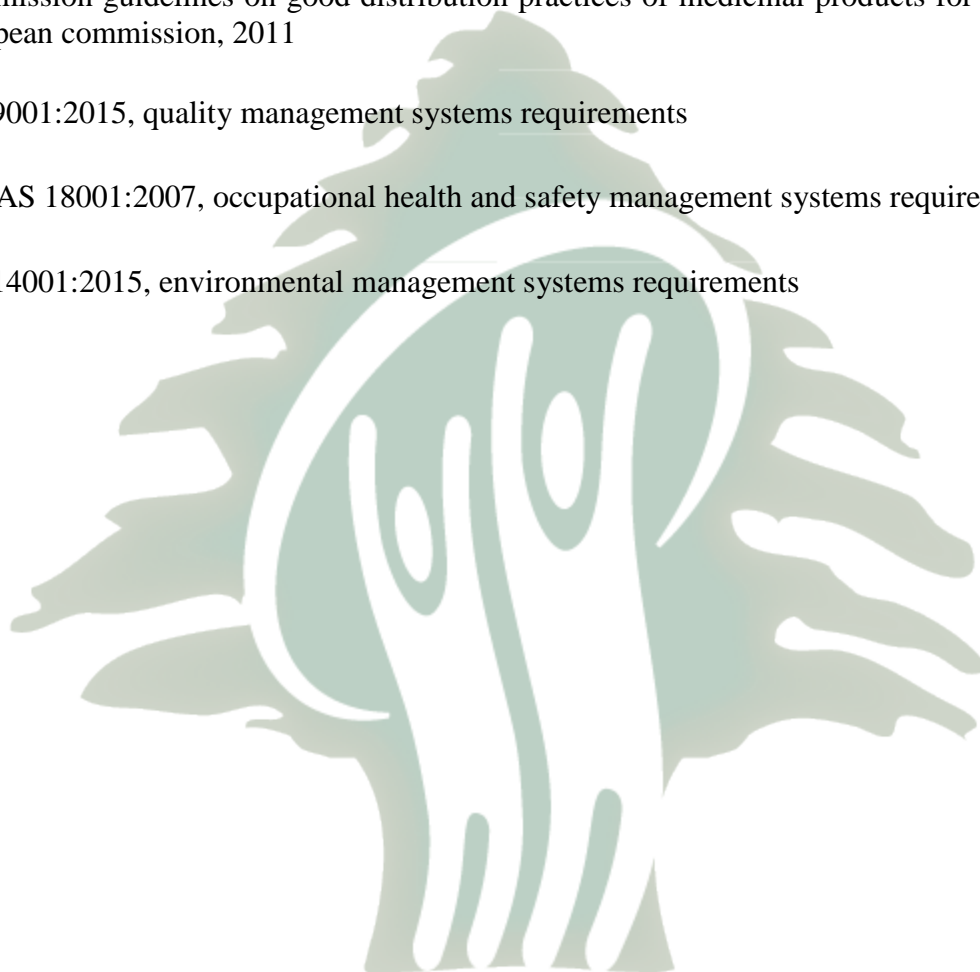 mission guidelines on good distribution practices of medicinal products for
pean commission, 2011
9001:2015, quality management systems requirements
AS 18001:2007, occupational health and safety management systems require
14001:2015, environmental management systems requirements